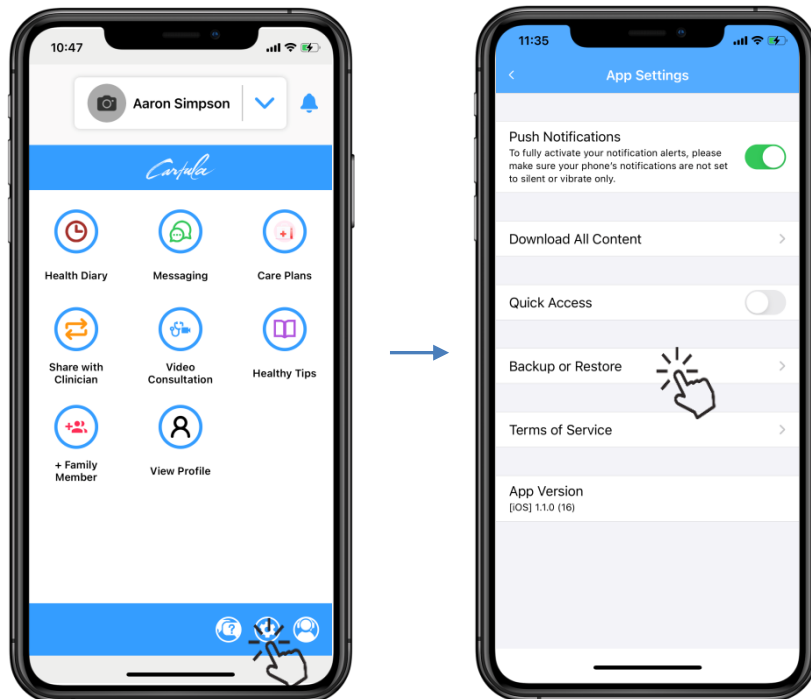 10:47
Aaron Simpson
Health Diary
Messaging
Care Plans
Share with
Clinician
Video
Consultation
Healthy Tips
+ Family
Member
View Profile
11:35
App Settings
Push Notifications
To fully activate your notification alerts, please
make sure your phone's notifications are not set
to silent or vibrate only.
Download All Content
Quick Access
Backup or Restore
Terms of Service
App Version
[iOS] 1.1.0 (16)